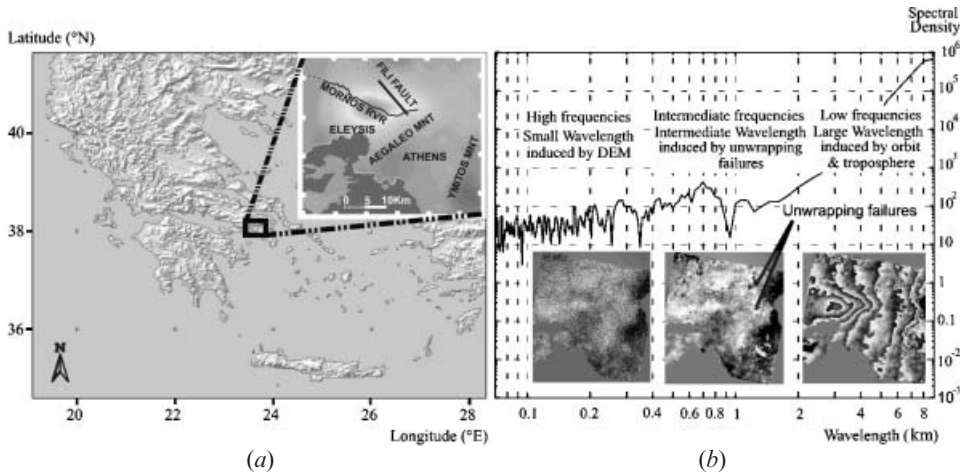 Latitude (°N)
40
38
36
20
22
24
26
28
Longitude (°E)
N
FILI FAULT
MORNOS RVR
ELEYSIS
AEGALEO MNT
ATHENS
YMITOS MNT
0 5 10Km
(a)
Spectral
Density
10⁶
10⁵
10⁴
10³
10²
10
1
0.1
10⁻²
10⁻³
High frequencies
Small Wavelength
induced by DEM
Intermediate frequencies
Intermediate Wavelength
induced by unwrapping
failures
Low frequencies
Large Wavelength
induced by orbit
& troposphere
Unwrapping failures
0.1 0.2 0.4 0.6 0.8 1 2 4 6 8
Wavelength (km)
(b)